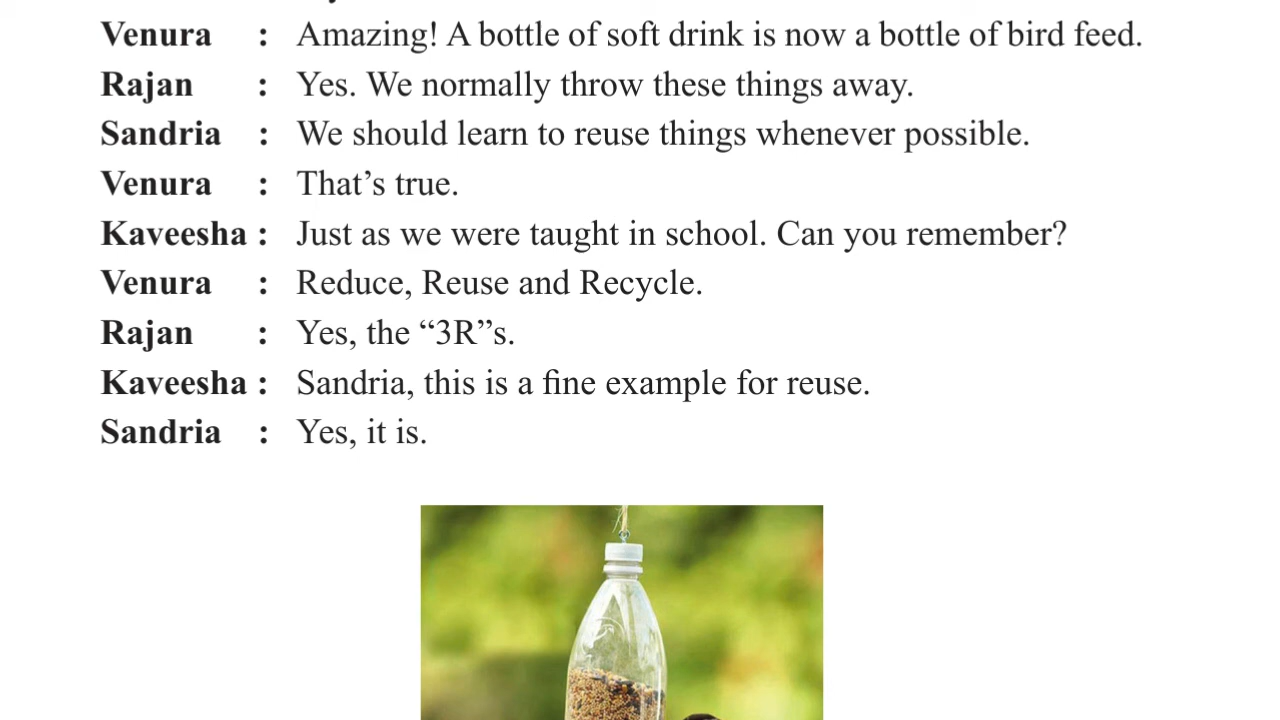 Venura : Amazing! A bottle of soft drink is now a bottle of bird feed.
Rajan : Yes. We normally throw these things away.
Sandria : We should learn to reuse things whenever possible.
Venura : That’s true.
Kaveesha : Just as we were taught in school. Can you remember?
Venura : Reduce, Reuse and Recycle.
Rajan : Yes, the “3R”s.
Kaveesha : Sandria, this is a fine example for reuse.
Sandria : Yes, it is.